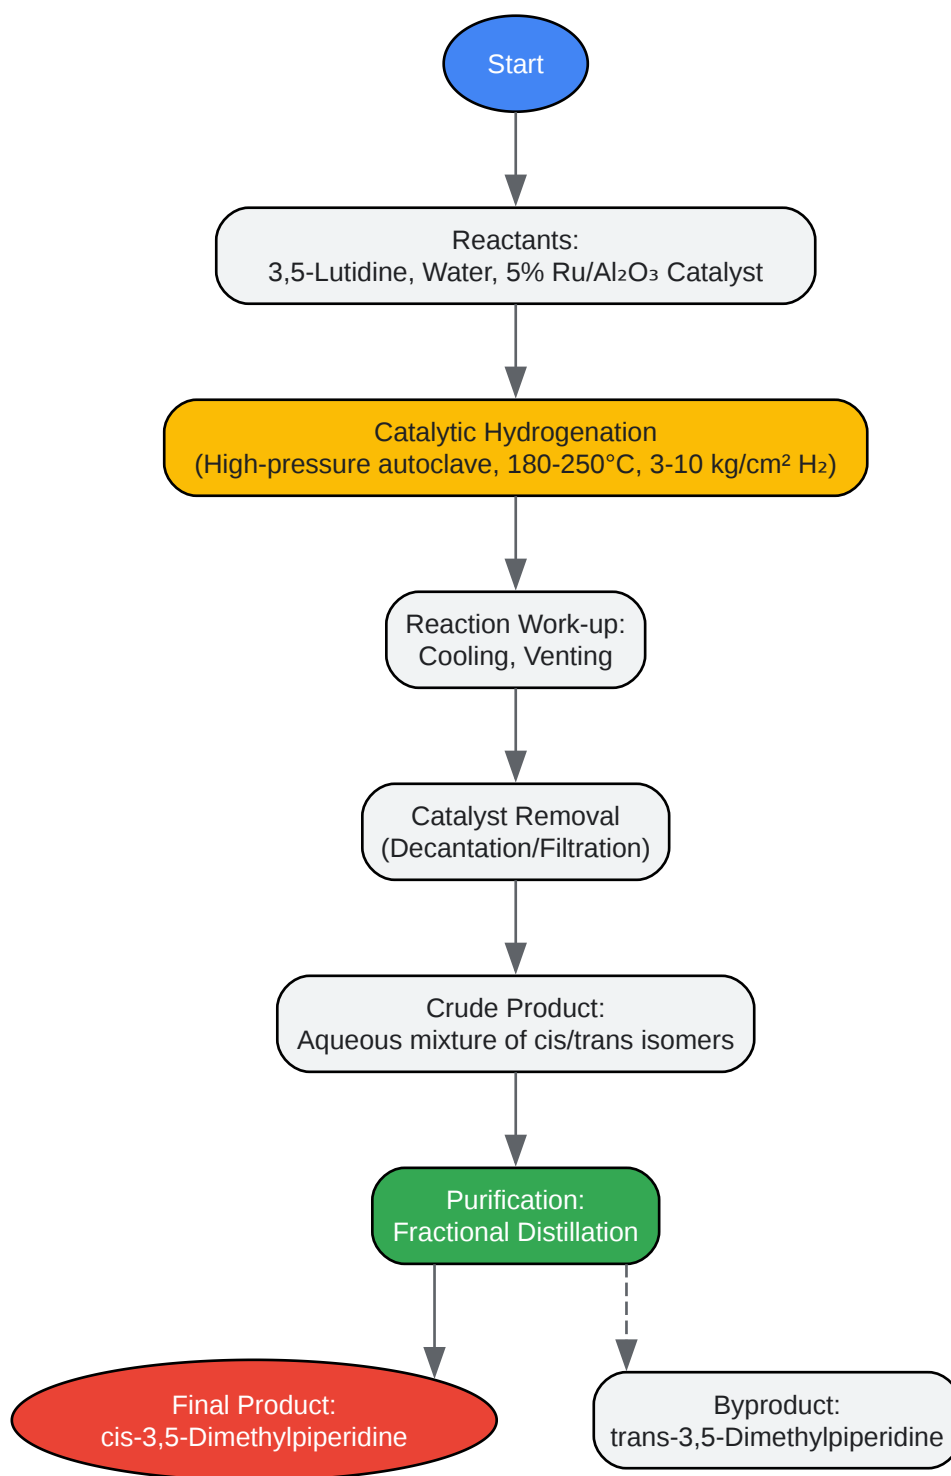 Start
Reactants:
3,5-Lutidine, Water, 5% Ru/Al₂O₃ Catalyst
Catalytic Hydrogenation
(High-pressure autoclave, 180-250°C, 3-10 kg/cm² H₂)
Reaction Work-up:
Cooling, Venting
Catalyst Removal
(Decantation/Filtration)
Crude Product:
Aqueous mixture of cis/trans isomers
Purification:
Fractional Distillation
Final Product:
cis-3,5-Dimethylpiperidine
Byproduct:
trans-3,5-Dimethylpiperidine